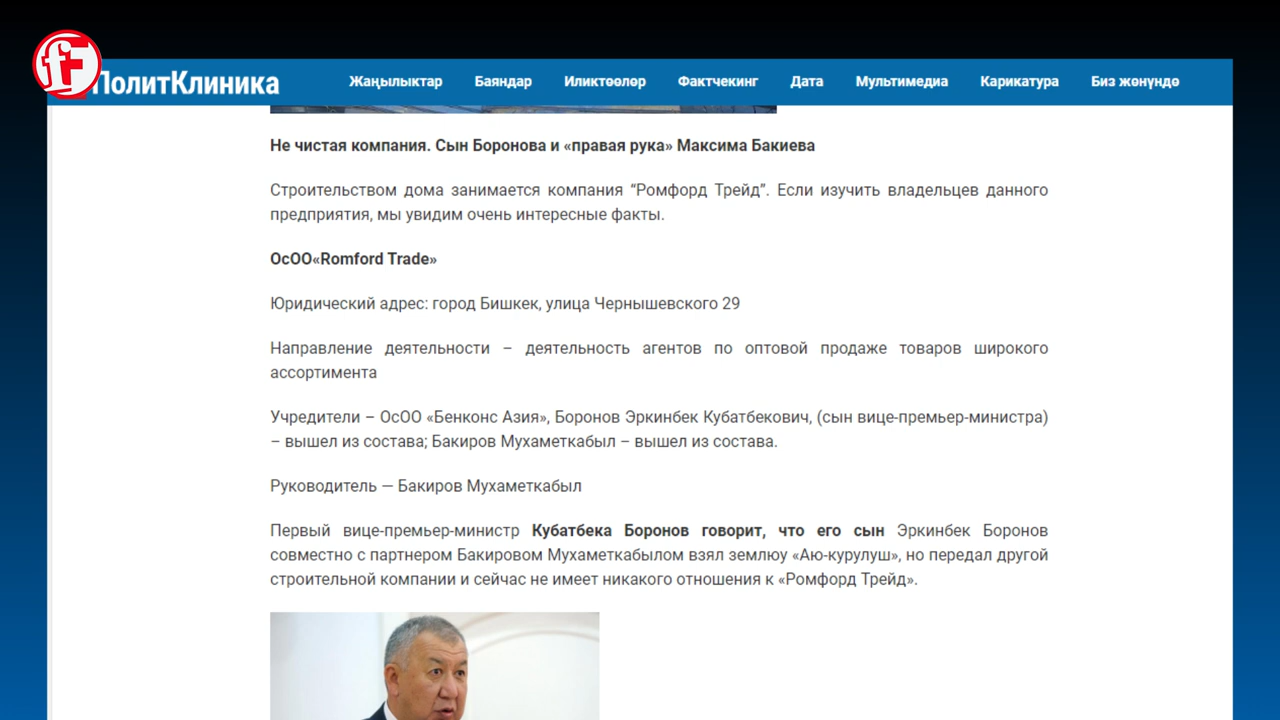 fF
ПолитКлиника
Жаңылыктар Баяндар Иликтөөлөр Фактчекинг Дата Мультимедиа Карикатура Биз жөнүндө
Не чистая компания. Сын Боронова и «правая рука» Максима Бакиева
Строительством дома занимается компания “Ромфорд Трейд”. Если изучить владельцев данного
предприятия, мы увидим очень интересные факты.
ОсОО«Romford Trade»
Юридический адрес: город Бишкек, улица Чернышевского 29
Направление деятельности – деятельность агентов по оптовой продаже товаров широкого
ассортимента
Учредители – ОсОО «Бенконс Азия», Боронов Эркинбек Кубатбекович, (сын вице-премьер-министра)
– вышел из состава; Бакиров Мухаметкабыл – вышел из состава.
Руководитель — Бакиров Мухаметкабыл
Первый вице-премьер-министр Кубатбека Боронов говорит, что его сын Эркинбек Боронов
совместно с партнером Бакировом Мухаметкабылом взял землюу «Аю-курулуш», но передал другой
строительной компании и сейчас не имеет никакого отношения к «Ромфорд Трейд».